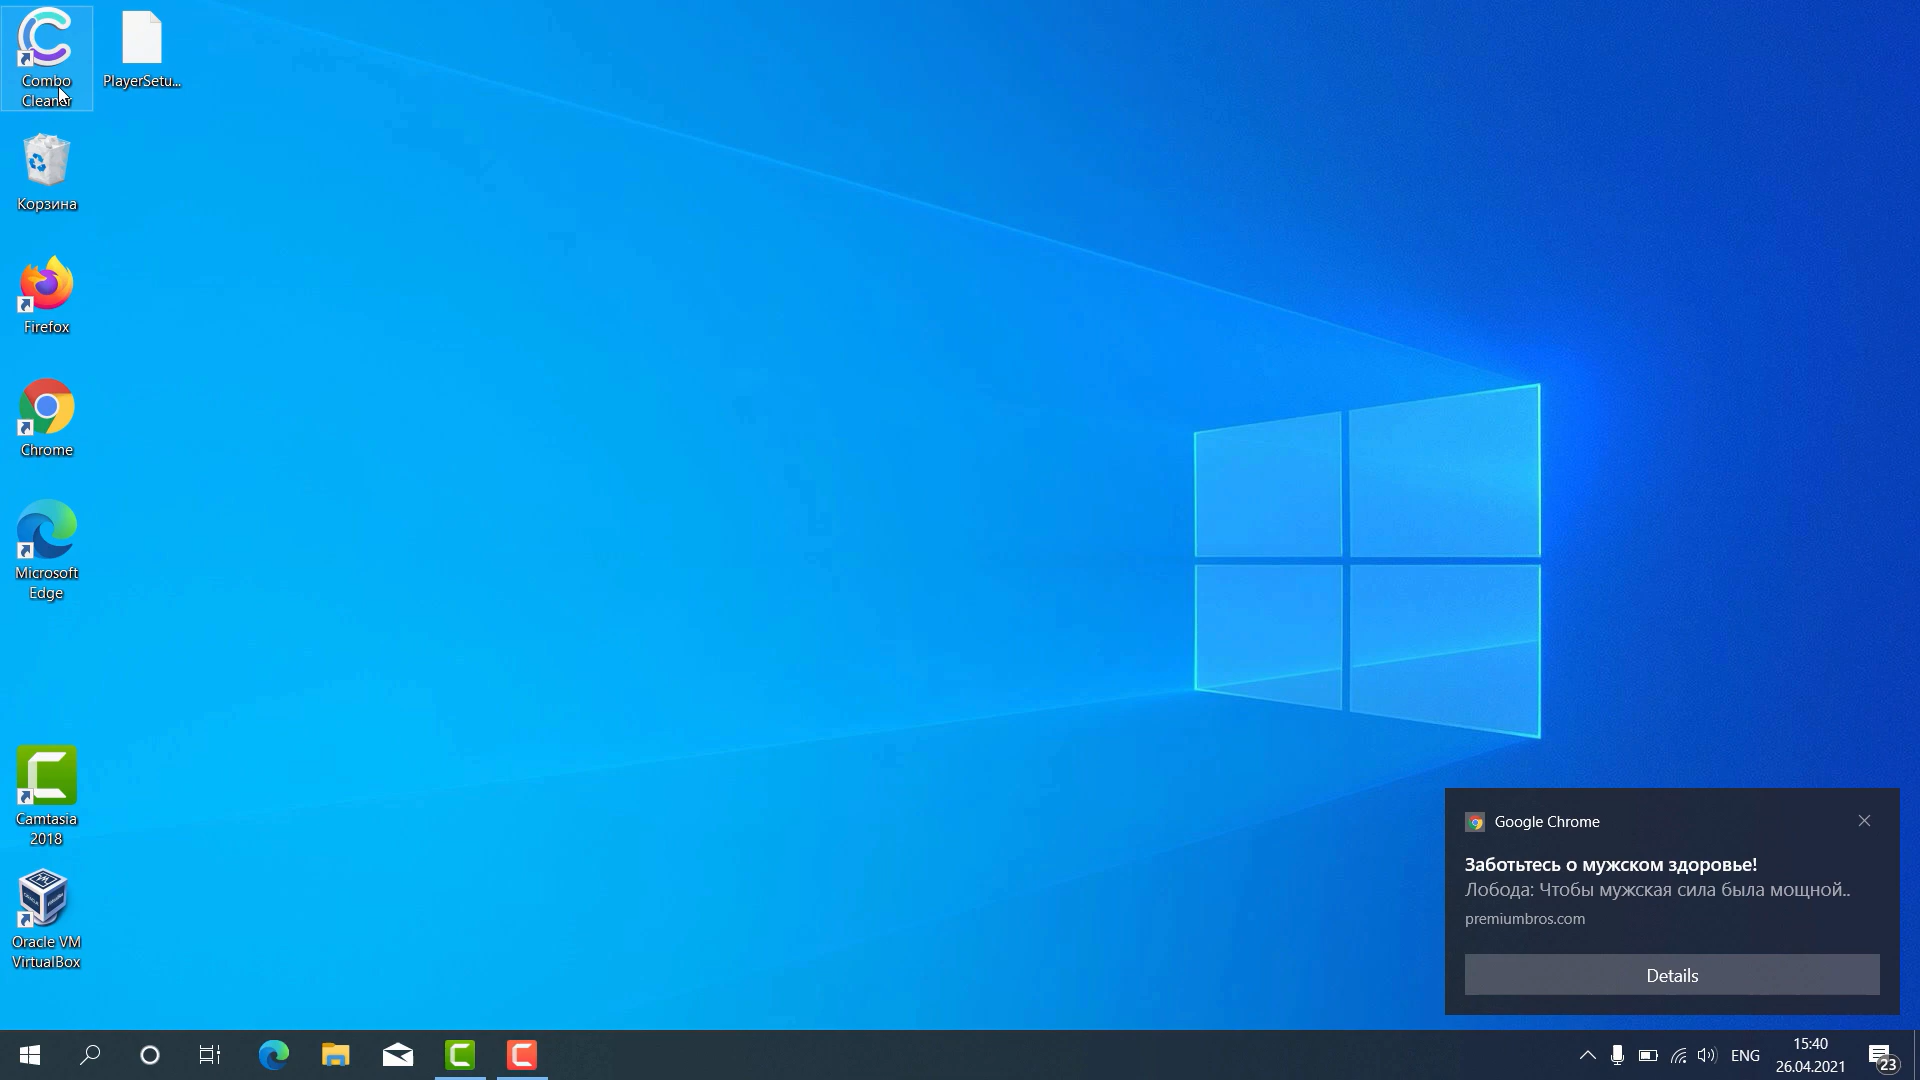 Combo
Cleaner
PlayerSetu...
Корзина
Firefox
Chrome
Microsoft
Edge
Camtasia
2018
Oracle VM
VirtualBox
Google Chrome
Заботьтесь о мужском здоровье!
Лобода: Чтобы мужская сила была мощной..
premiumbros.com
Details
ENG
15:40
26.04.2021
23